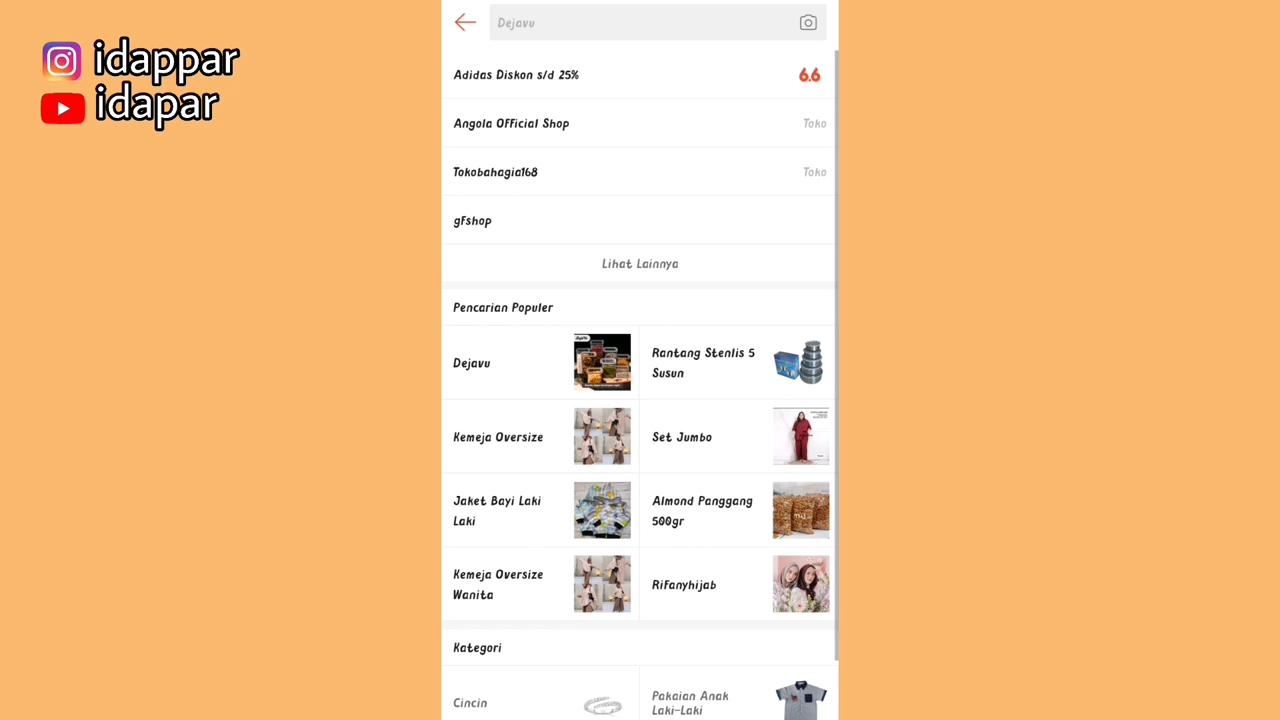 idappar
idapar
Dejavu
Adidas Diskon s/d 25%
6.6
Angola Official Shop
Toko
Tokobahagia168
Toko
gfshop
Lihat Lainnya
Pencarian Populer
Dejavu
Rantang Stenlis 5
Susun
Kemeja Oversize
Set Jumbo
Jaket Bayi Laki
Laki
Almond Panggang
500gr
Kemeja Oversize
Wanita
Rifanyhijab
Kategori
Cincin
Pakaian Anak
Laki-Laki